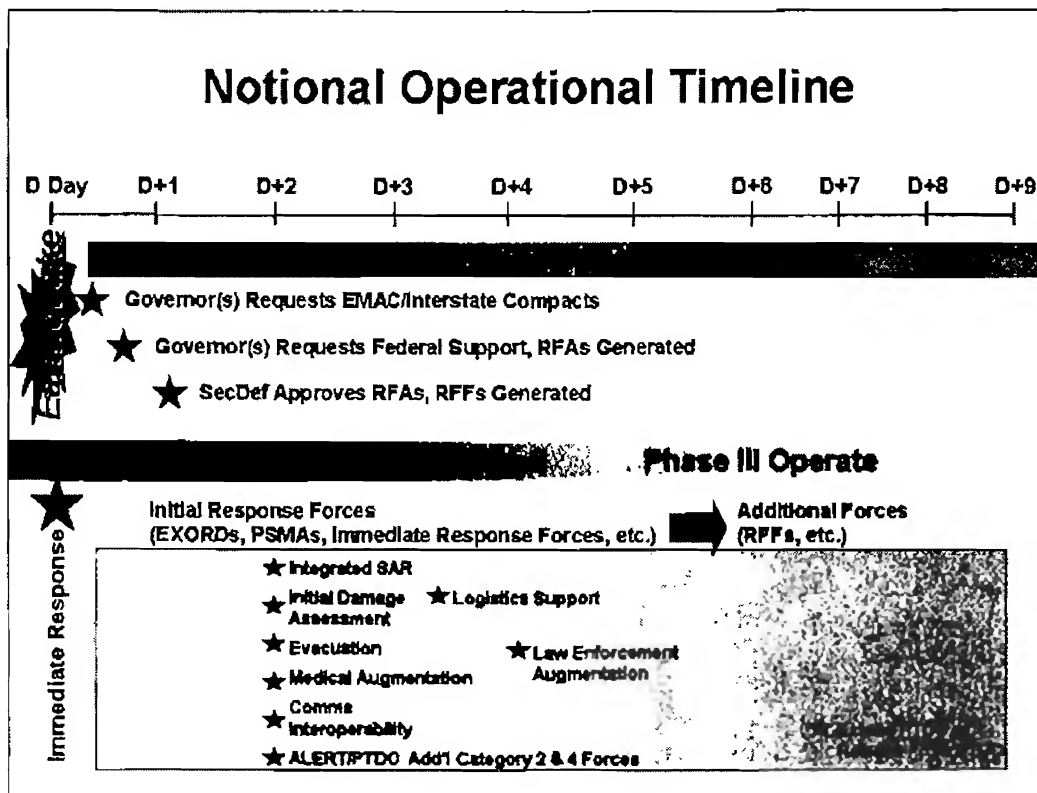 Notional Operational Timeline
D Day D+1 D+2 D+3 D+4 D+5 D+6 D+7 D+8 D+9
Earthquake
Governor(s) Requests EMAC/Interstate Compacts
Governor(s) Requests Federal Support, RFAs Generated
SecDef Approves RFAs, RFFs Generated
Phase III Operate
Immediate Response
Initial Response Forces
(EXORDs, PSMAs, Immediate Response Forces, etc.)
Additional Forces
(RFFs, etc.)
Integrated SAR
Initial Damage
Assessment
Logistics Support
Evacuation
Law Enforcement
Augmentation
Medical Augmentation
Comms
Interoperability
ALERT/PTDO Add'l Category 2 & 4 Forces